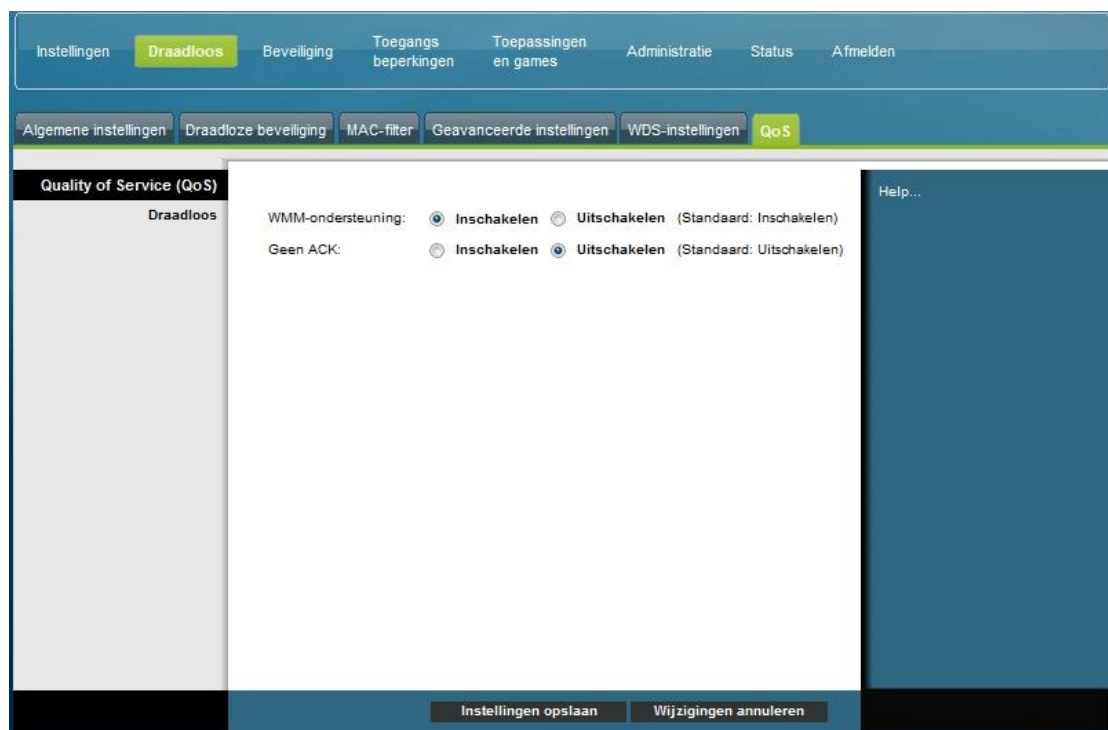 Instellingen Draadloos Beveiliging Toegangs beperkingen Toepassingen en games Administratie Status Afmelden
Algemene instellingen Draadloze beveiliging MAC-filter Geavanceerde instellingen WDS-instellingen QoS
Quality of Service (QoS)
Help...
Draadloos
WMM-ondersteuning: Inschakelen Uitschakelen (Standaard: Inschakelen)
Geen ACK: Inschakelen Uitschakelen (Standaard: Uitschakelen)
Instellingen opslaan Wijzigingen annuleren